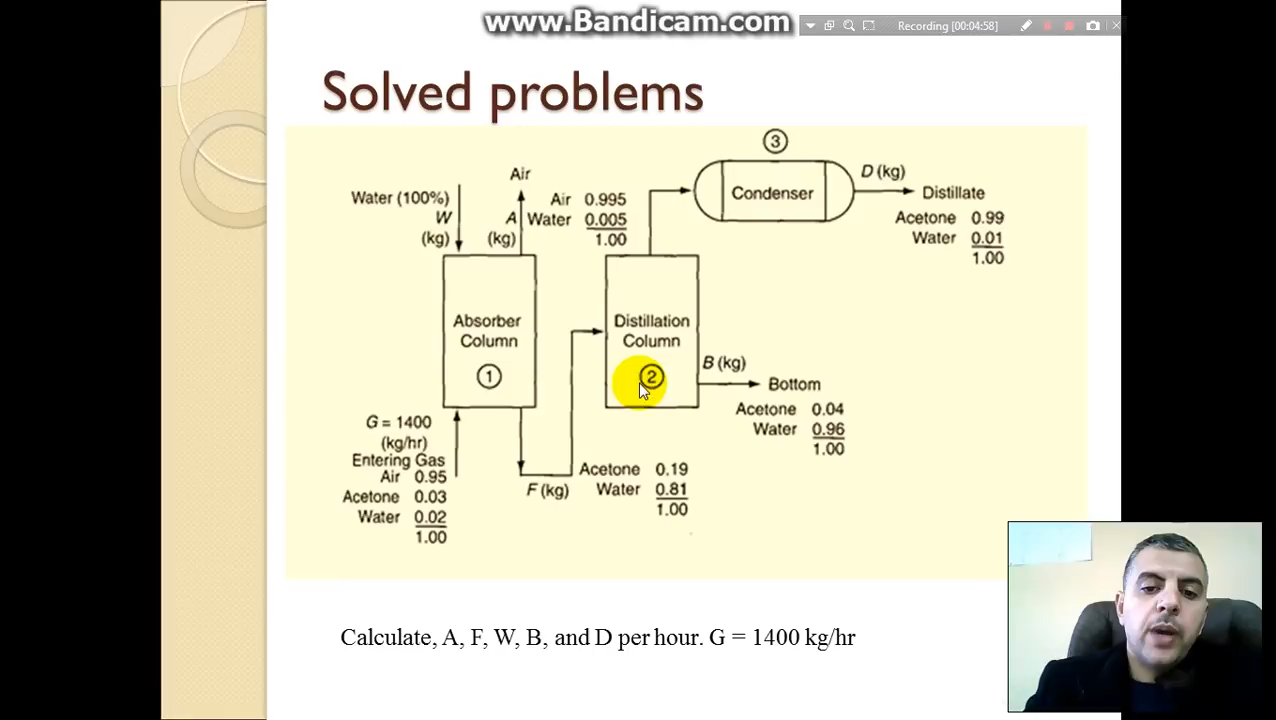 www.Bandicam.com
Recording [00:04:58]
Solved problems
3
Air
Water (100%)
W
(kg)
A
(kg)
Air 0.995
Water 0.005
1.00
Condenser
D (kg)
Distillate
Acetone 0.99
Water 0.01
1.00
Absorber
Column
1
Distillation
Column
2
B (kg)
Bottom
Acetone 0.04
Water 0.96
1.00
G = 1400
(kg/hr)
Entering Gas
Air 0.95
Acetone 0.03
Water 0.02
1.00
F (kg)
Acetone 0.19
Water 0.81
1.00
Calculate, A, F, W, B, and D per hour. G = 1400 kg/hr